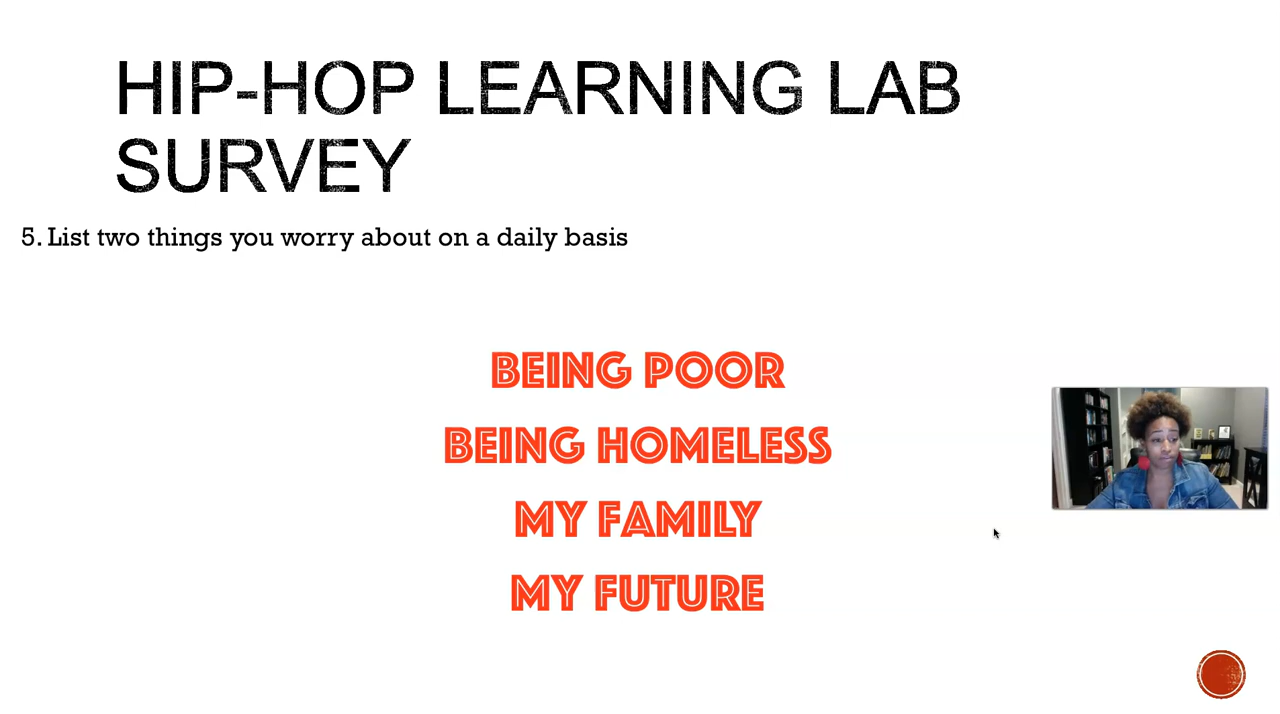 HIP-HOP LEARNING LAB
SURVEY
5. List two things you worry about on a daily basis
BEING POOR
BEING HOMELESS
MY FAMILY
MY FUTURE